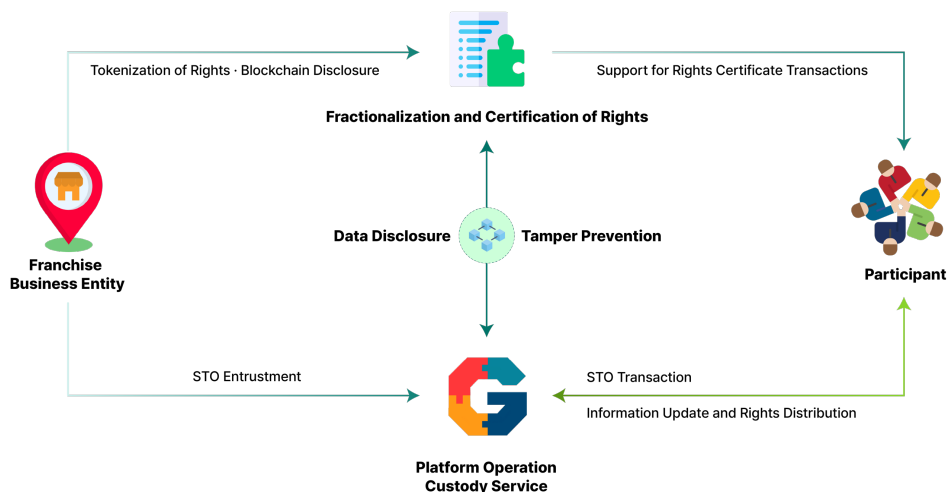 Tokenization of Rights · Blockchain Disclosure
Support for Rights Certificate Transactions
Fractionalization and Certification of Rights
Data Disclosure
Tamper Prevention
Franchise
Business Entity
Participant
STO Entrustment
STO Transaction
Information Update and Rights Distribution
Platform Operation
Custody Service